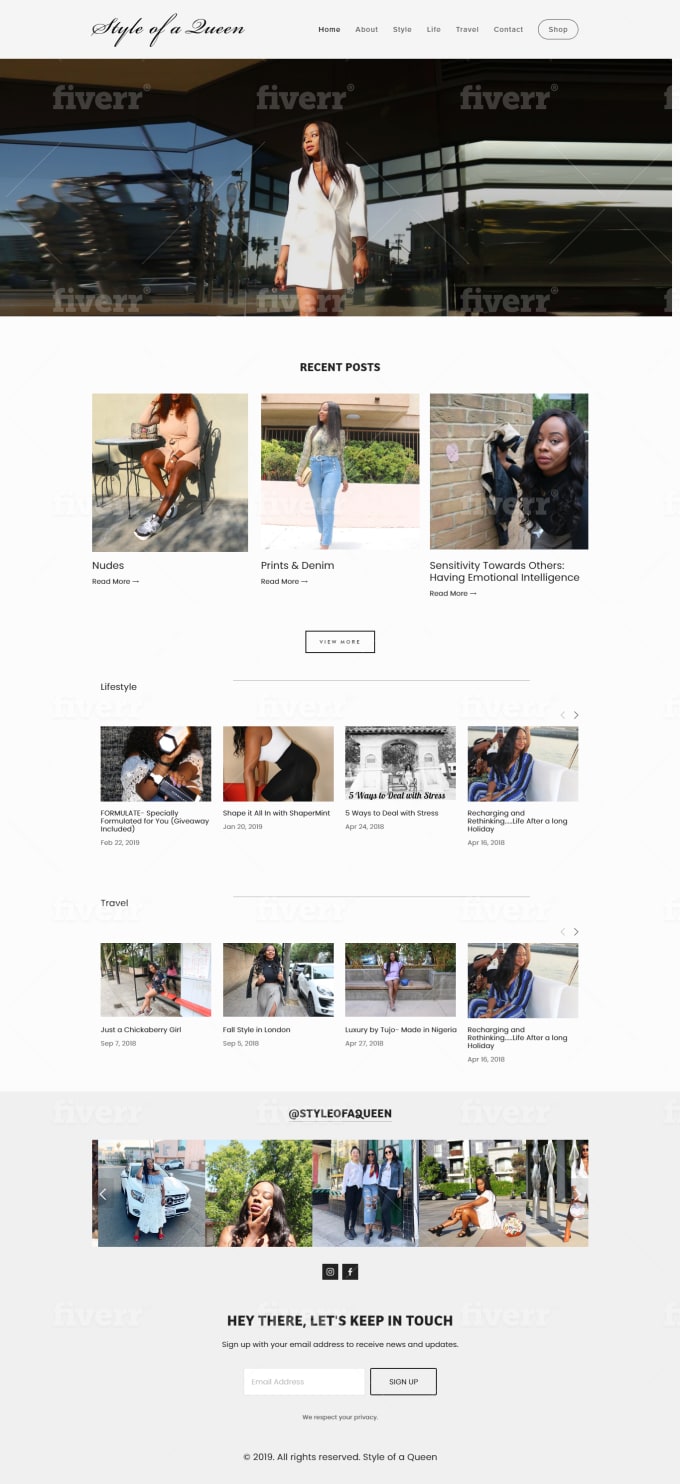 Style of a Queen
Home About Style Life Travel Contact Shop
fiverr® fiverr® fiverr®
fiverr® fiverr® fiverr®
RECENT POSTS
Nudes
Read More →
Prints & Denim
Read More →
Sensitivity Towards Others:
Having Emotional Intelligence
Read More →
VIEW MORE
Lifestyle
5 Ways to Deal with Stress
FORMULATE- Specially
Formulated for You (Giveaway
Included)
Feb 22, 2019
Shape it All In with ShaperMint
Jan 20, 2019
5 Ways to Deal with Stress
Apr 24, 2018
Recharging and
Rethinking.....Life After a long
Holiday
Apr 16, 2018
Travel
Just a Chickaberry Girl
Sep 7, 2018
Fall Style in London
Sep 5, 2018
Luxury by Tujo- Made in Nigeria
Apr 27, 2018
Recharging and
Rethinking.....Life After a long
Holiday
Apr 16, 2018
@STYLEOFAQUEEN
HEY THERE, LET'S KEEP IN TOUCH
Sign up with your email address to receive news and updates.
Email Address
SIGN UP
We respect your privacy.
© 2019. All rights reserved. Style of a Queen